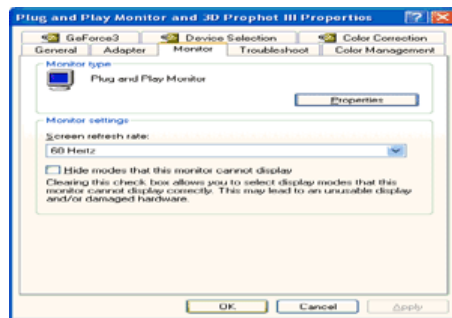 Plug and Play Monitor and 3D Prophet III Properties
GeForce3 Device Selection Color Correction
General Adapter Monitor Troubleshoot Color Management
Monitor type
Plug and Play Monitor
Properties
Monitor settings
Screen refresh rate:
60 Hertz
Hide modes that this monitor cannot display
Clearing this check box allows you to select display modes that this
monitor cannot display correctly. This may lead to an unusable display
and/or damaged hardware.
OK Cancel Apply